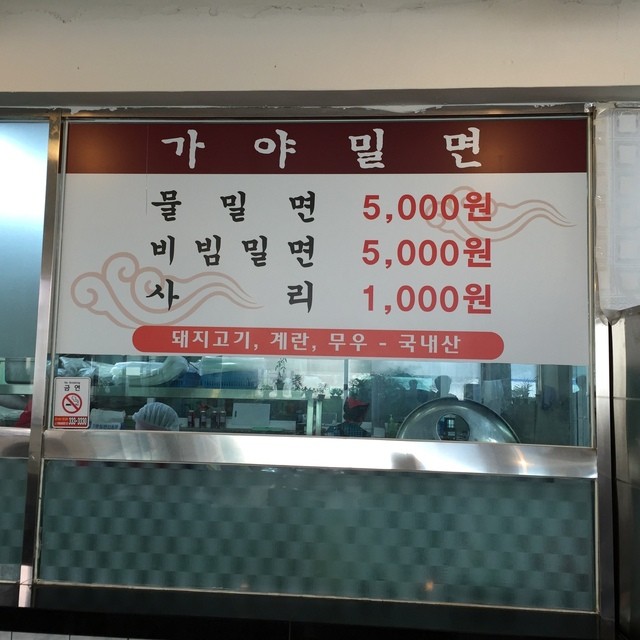 가야밀면
물밀면 5,000원
비빔밀면 5,000원
사리 1,000원
돼지고기, 계란, 무우 - 국내산
금연